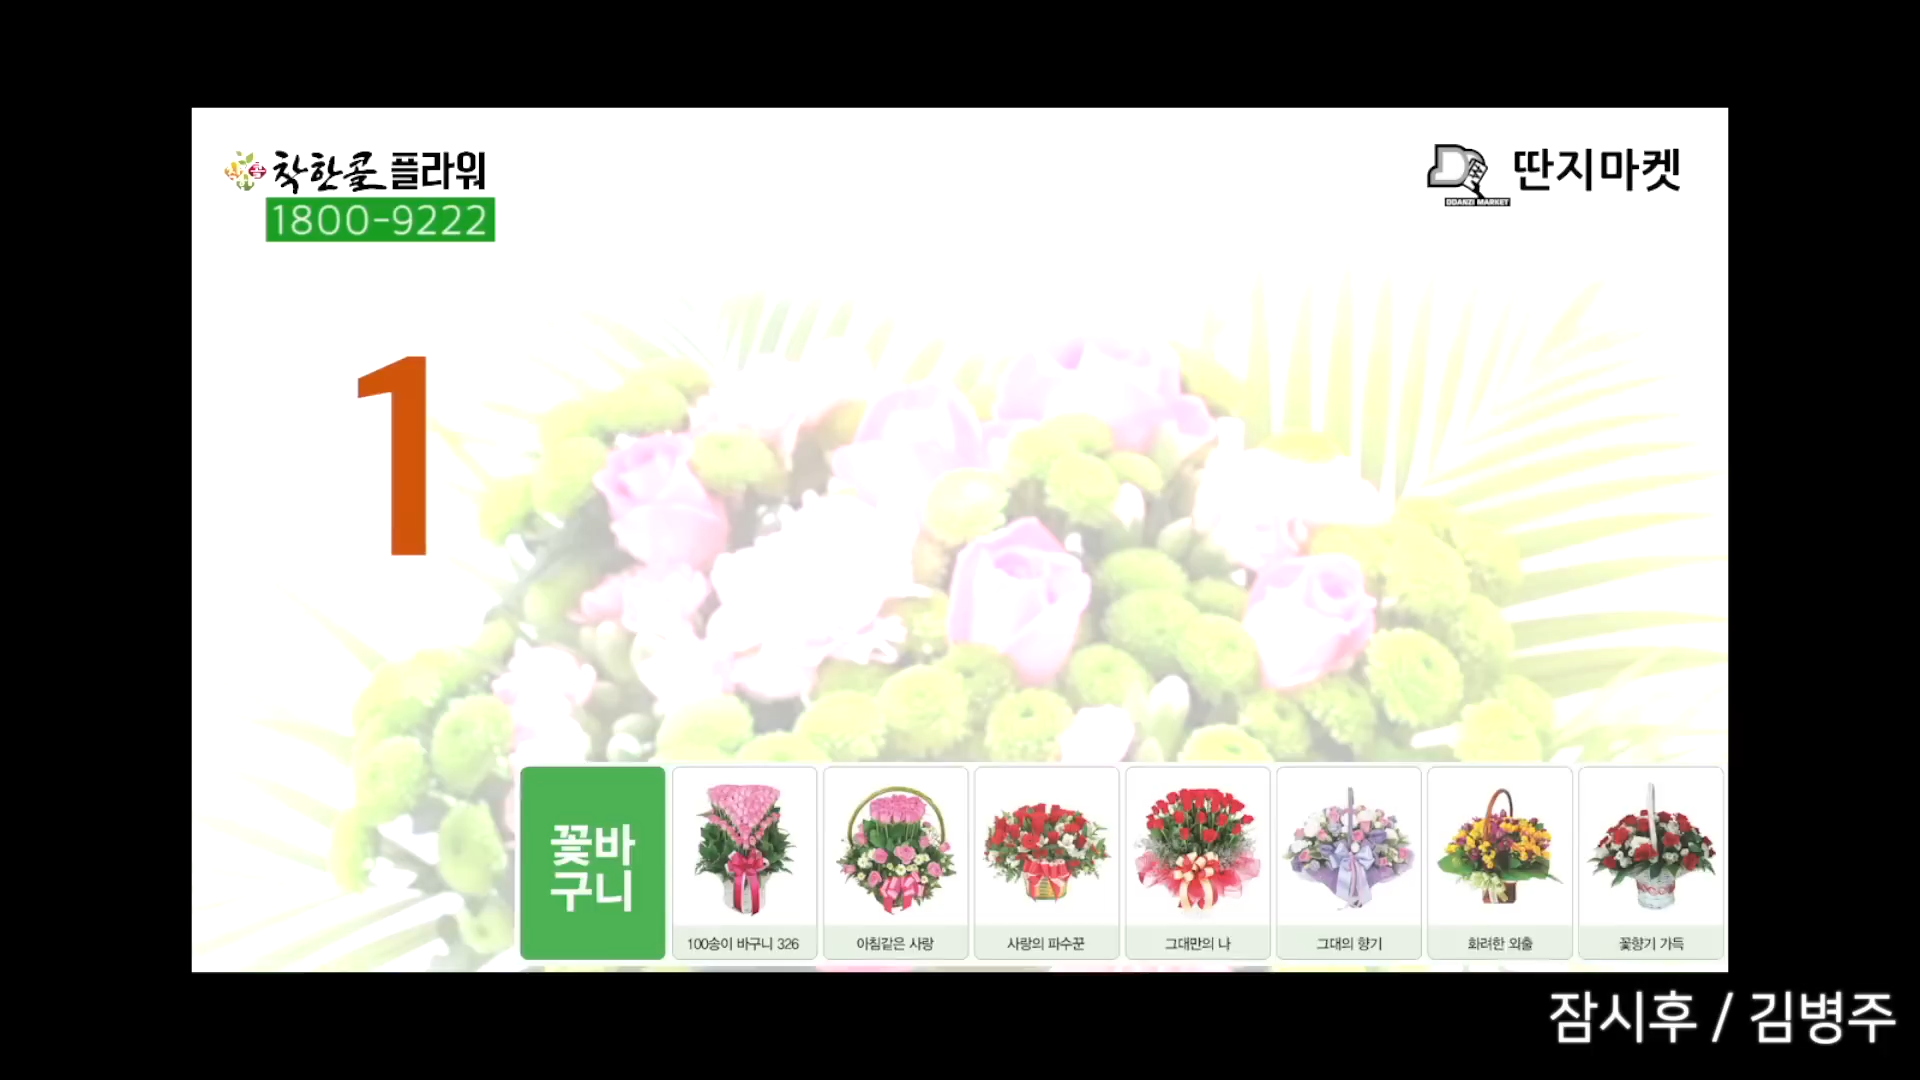 착한콜 플라워
1800-9222
딴지마켓
DDANZI MARKET
1
꽃바
구니
100송이 바구니 326
아침같은 사랑
사랑의 파수꾼
그대만의 나
그대의 향기
화려한 외출
꽃향기 가득
잠시후 / 김병주